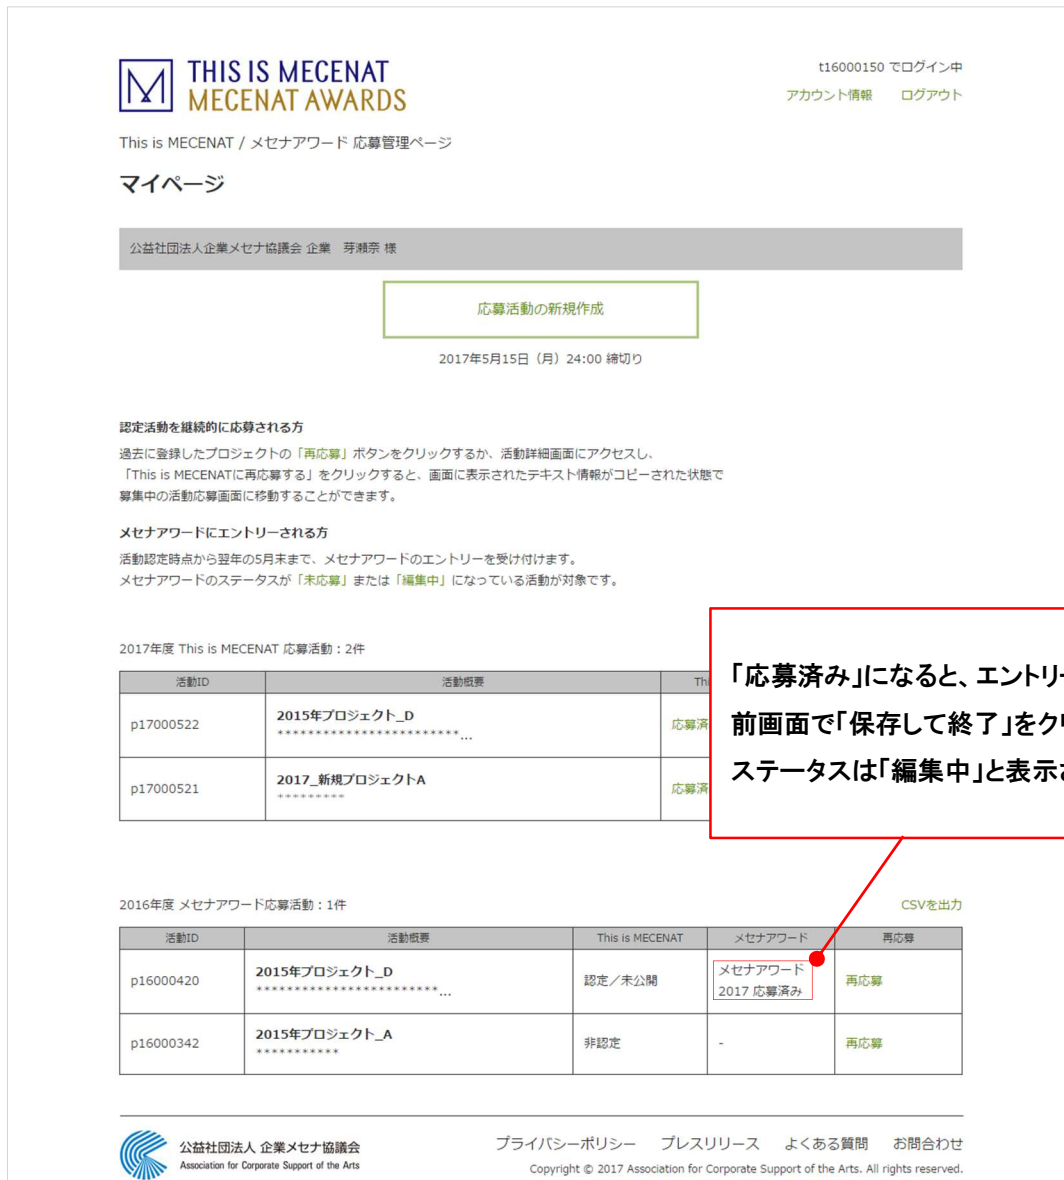 THIS IS MECENAT
MECENAT AWARDS
t16000150 でログイン中
アカウント情報 ログアウト
This is MECENAT / メセナアワード 応募管理ページ
マイページ
公益社団法人企業メセナ協議会 企業　芽瀬奈 様
応募活動の新規作成
2017年5月15日（月）24:00 締切り
認定活動を継続的に応募される方
過去に登録したプロジェクトの「再応募」ボタンをクリックするか、活動詳細画面にアクセスし、
「This is MECENATに再応募する」をクリックすると、画面に表示されたテキスト情報がコピーされた状態で
募集中の活動応募画面に移動することができます。
メセナアワードにエントリーされる方
活動認定時点から翌年の5月末まで、メセナアワードのエントリーを受け付けます。
メセナアワードのステータスが「未応募」または「編集中」になっている活動が対象です。
2017年度 This is MECENAT 応募活動：2件
活動ID 活動概要 Thi
p17000522 2015年プロジェクト_D 応募済
************************...
p17000521 2017_新規プロジェクトA 応募済
*********
「応募済み」になると、エントリー
前画面で「保存して終了」をク
ステータスは「編集中」と表示
2016年度 メセナアワード応募活動：1件 CSVを出力
活動ID 活動概要 This is MECENAT メセナアワード 再応募
p16000420 2015年プロジェクト_D 認定／未公開 メセナアワード 再応募
************************... 2017 応募済み
p16000342 2015年プロジェクト_A 非認定 - 再応募
***********
公益社団法人 企業メセナ協議会 プライバシーポリシー プレスリリース よくある質問 お問合わせ
Association for Corporate Support of the Arts Copyright © 2017 Association for Corporate Support of the Arts. All rights reserved.